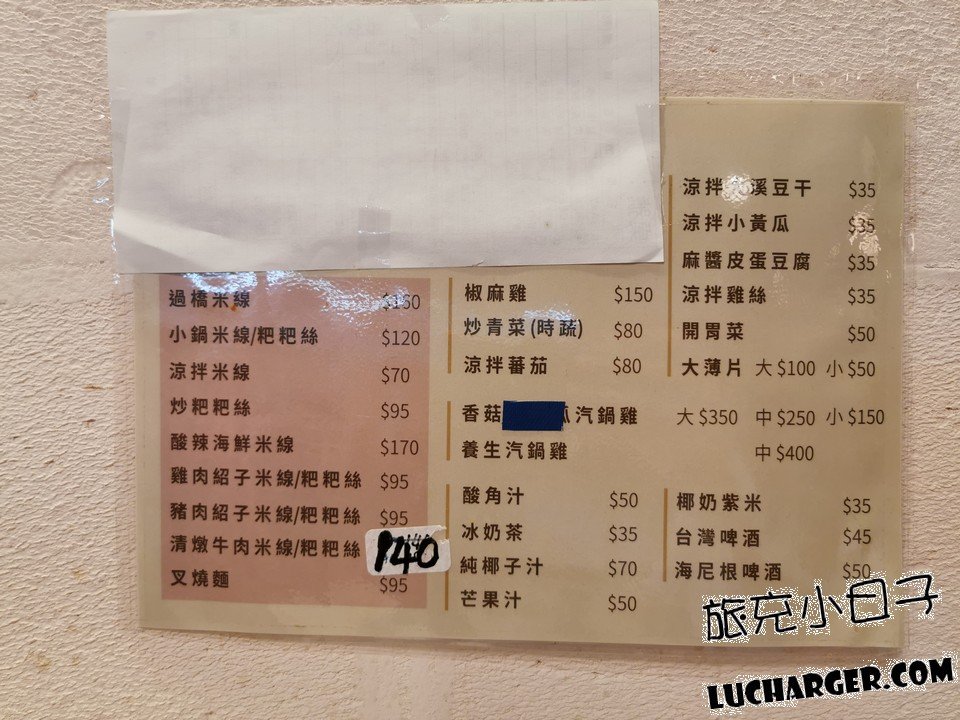 過橋米線 $160
小鍋米線/粑粑絲 $120
涼拌米線 $70
炒粑粑絲 $95
酸辣海鮮米線 $170
雞肉紹子米線/粑粑絲 $95
豬肉紹子米線/粑粑絲 $95
清燉牛肉米線/粑粑絲 140
叉燒麵 $95
椒麻雞 $150
炒青菜(時蔬) $80
涼拌蕃茄 $80
香菇 汽鍋雞 大 $350 中 $250 小 $150
養生汽鍋雞 中 $400
酸角汁 $50
冰奶茶 $35
純椰子汁 $70
芒果汁 $50
涼拌 溪豆干 $35
涼拌小黃瓜 $35
麻醬皮蛋豆腐 $35
涼拌雞絲 $35
開胃菜 $50
大薄片 大 $100 小 $50
椰奶紫米 $35
台灣啤酒 $45
海尼根啤酒 $50
旅充小日子
LUCHARGER.COM